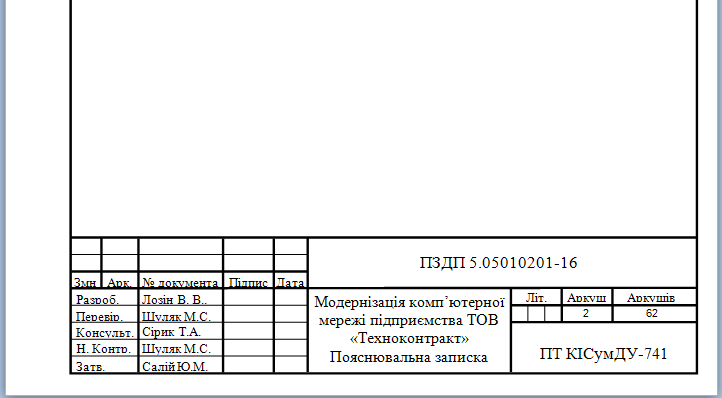 ПЗДП 5.05010201-16
Змн Арк. № документа Підпис Дата
Разроб. Лозін В. В..
Перевір. Шуляк М.С.
Консульт. Сірик Т.А.
Н. Контр. Шуляк М.С.
Затв. Салій Ю.М.
Модернізація комп’ютерної
мережі підприємства ТОВ
«Техноконтракт»
Пояснювальна записка
Літ. Аркуш Аркушів
2 62
ПТ КІСумДУ-741